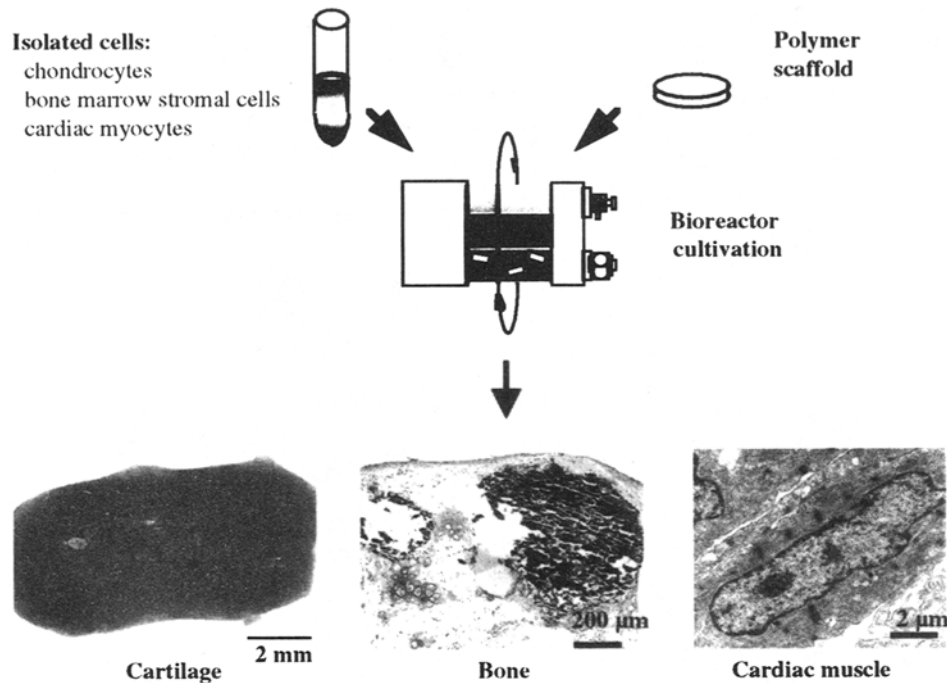 Isolated cells:
chondrocytes
bone marrow stromal cells
cardiac myocytes
Polymer
scaffold
Bioreactor
cultivation
2 mm
200 μm
2 μm
Cartilage
Bone
Cardiac muscle